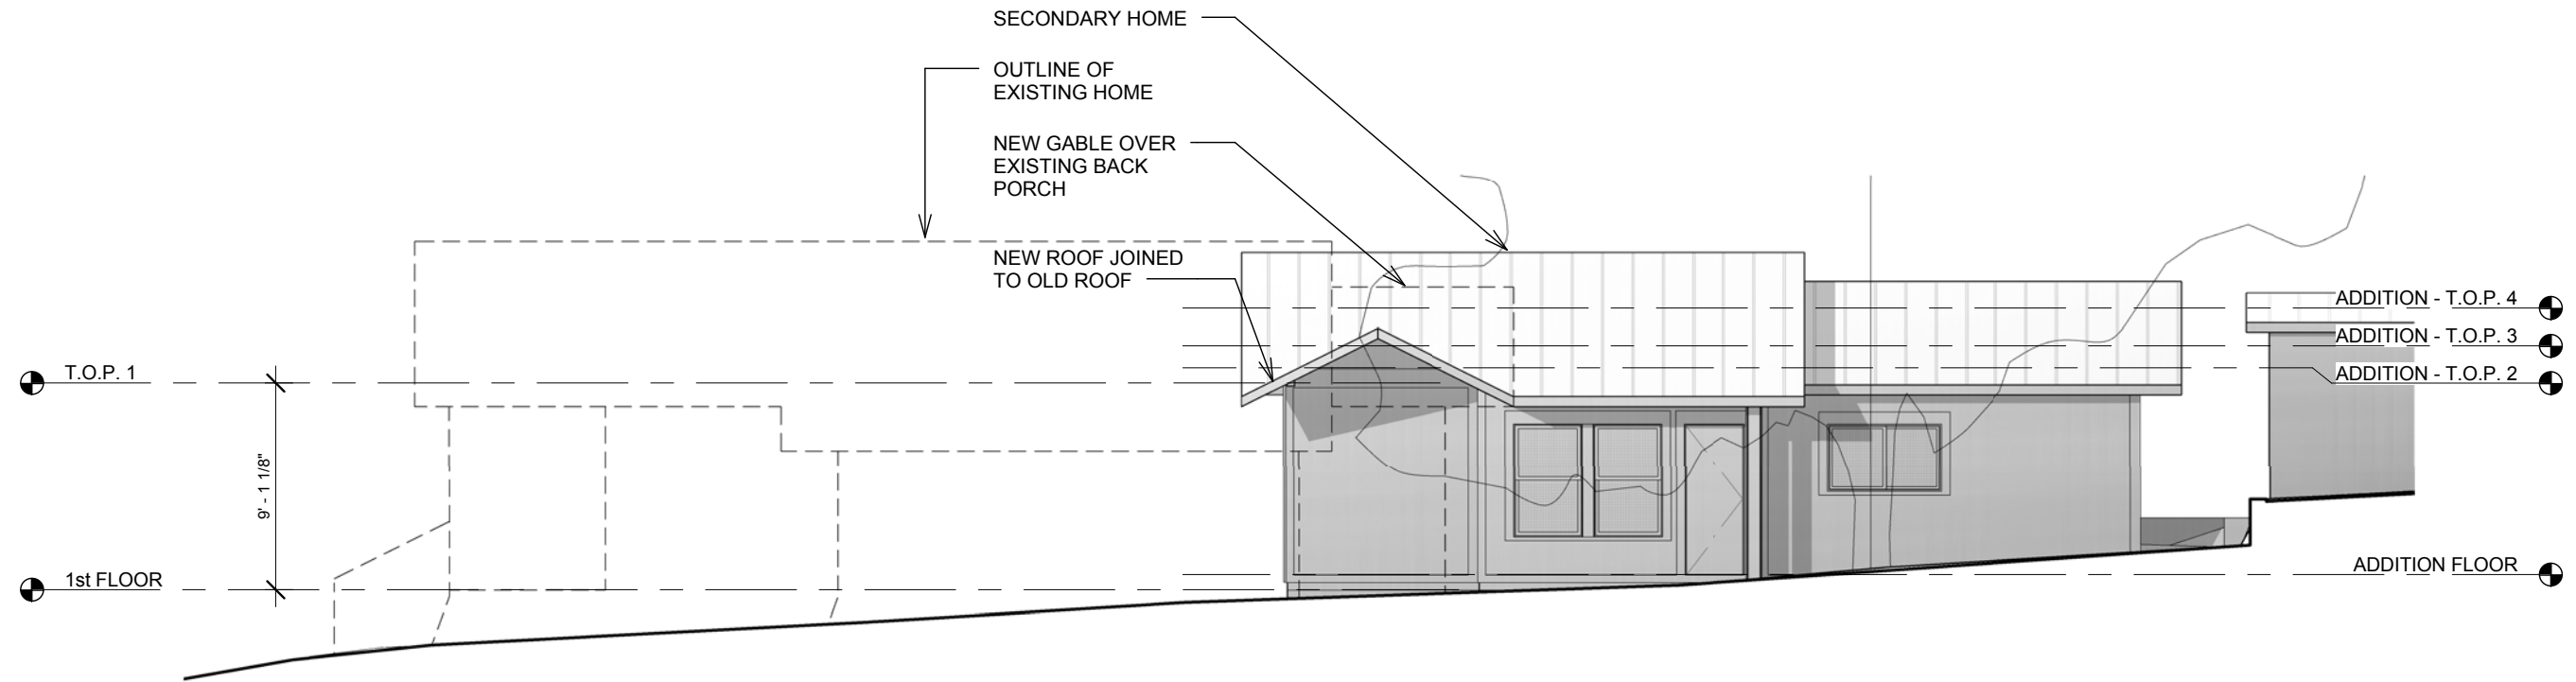 SECONDARY HOME
OUTLINE OF
EXISTING HOME
NEW GABLE OVER
EXISTING BACK
PORCH
NEW ROOF JOINED
TO OLD ROOF
T.O.P. 1
9' - 1 1/8"
1st FLOOR
ADDITION - T.O.P. 4
ADDITION - T.O.P. 3
ADDITION - T.O.P. 2
ADDITION FLOOR